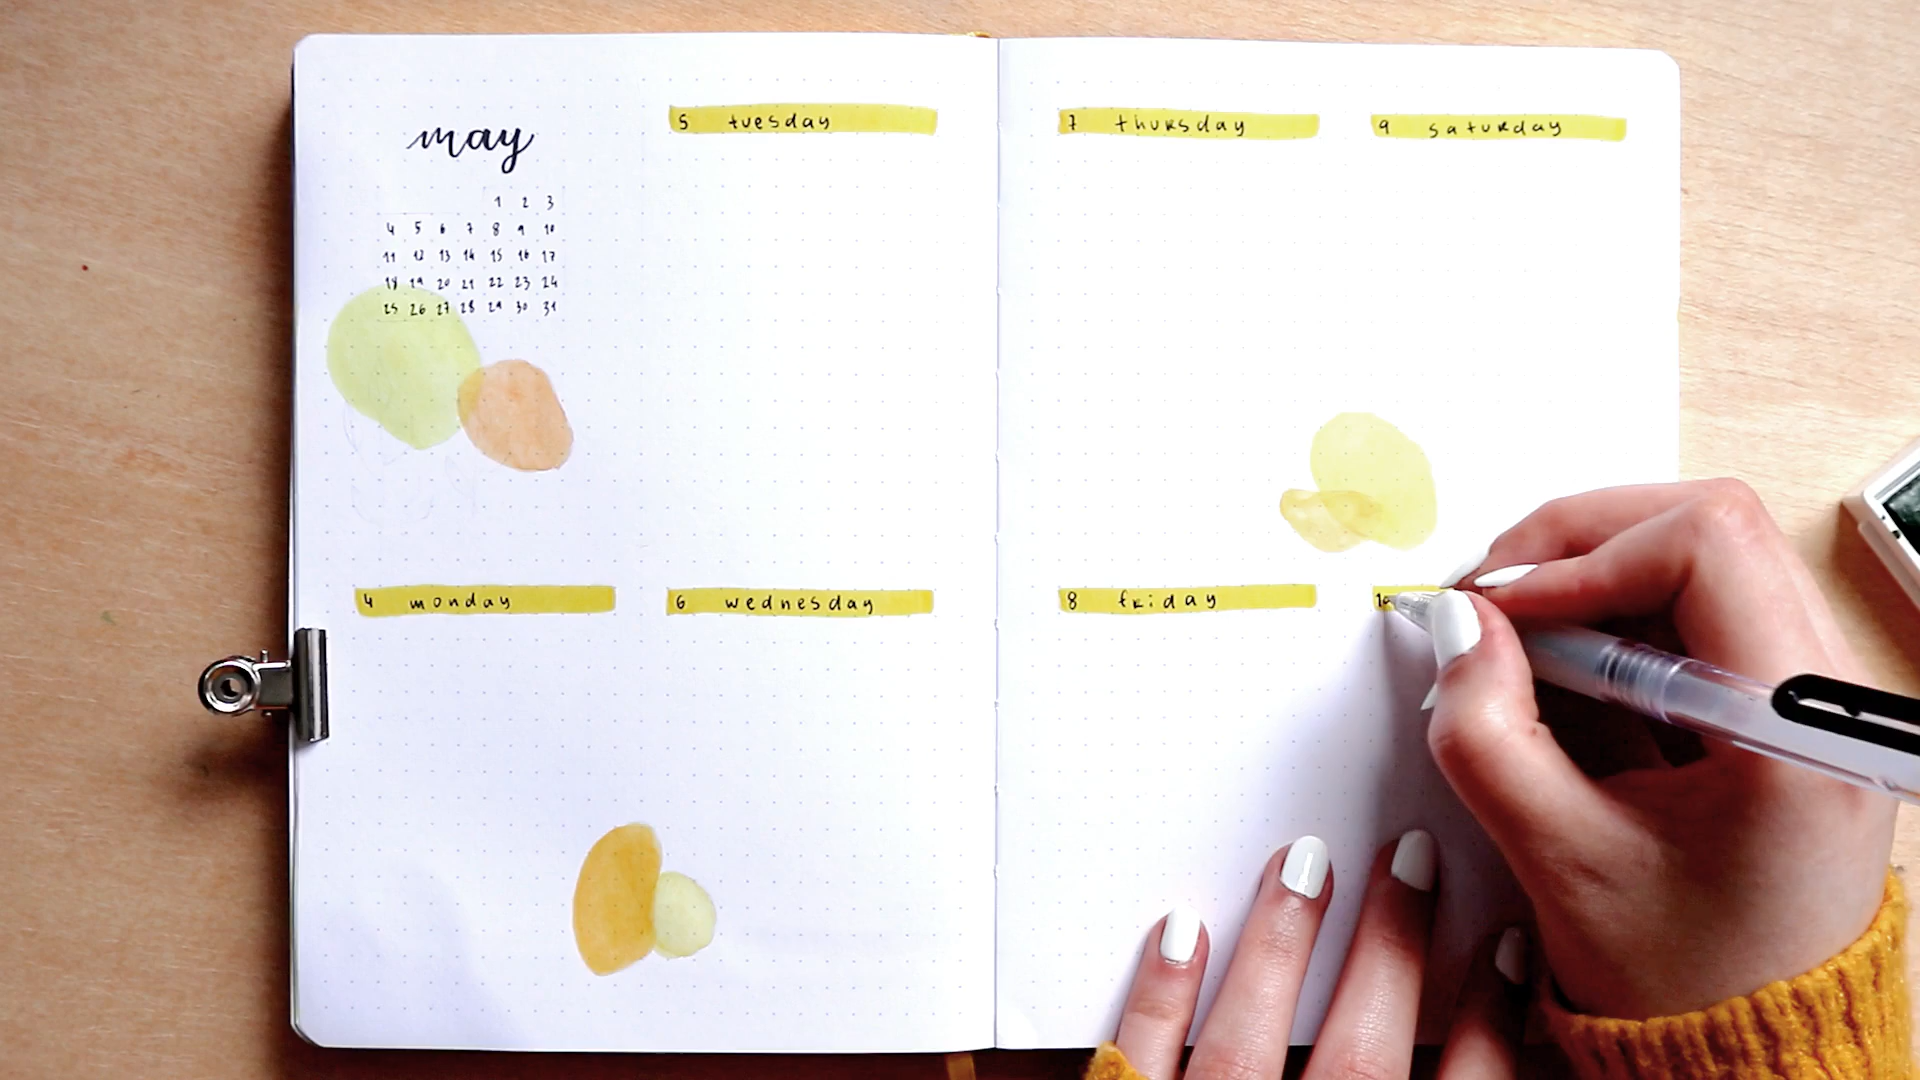 may
1 2 3
4 5 6 7 8 9 10
11 12 13 14 15 16 17
18 19 20 21 22 23 24
25 26 27 28 29 30 31
4 monday
5 tuesday
6 wednesday
7 thursday
8 friday
9 saturday
10